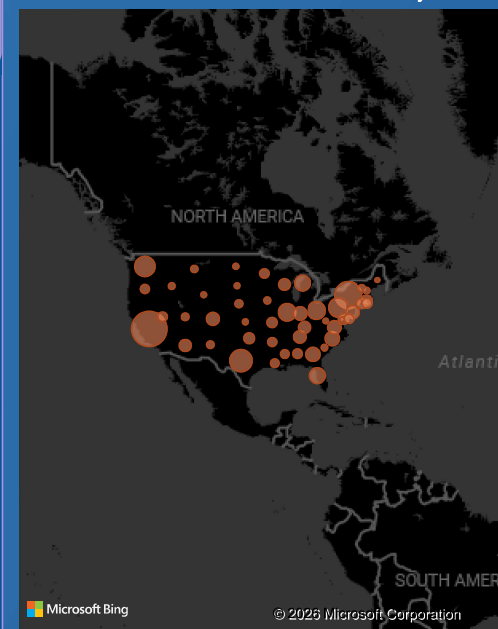 NORTH AMERICA
Atlanti
SOUTH AMER
Microsoft Bing
© 2026 Microsoft Corporation